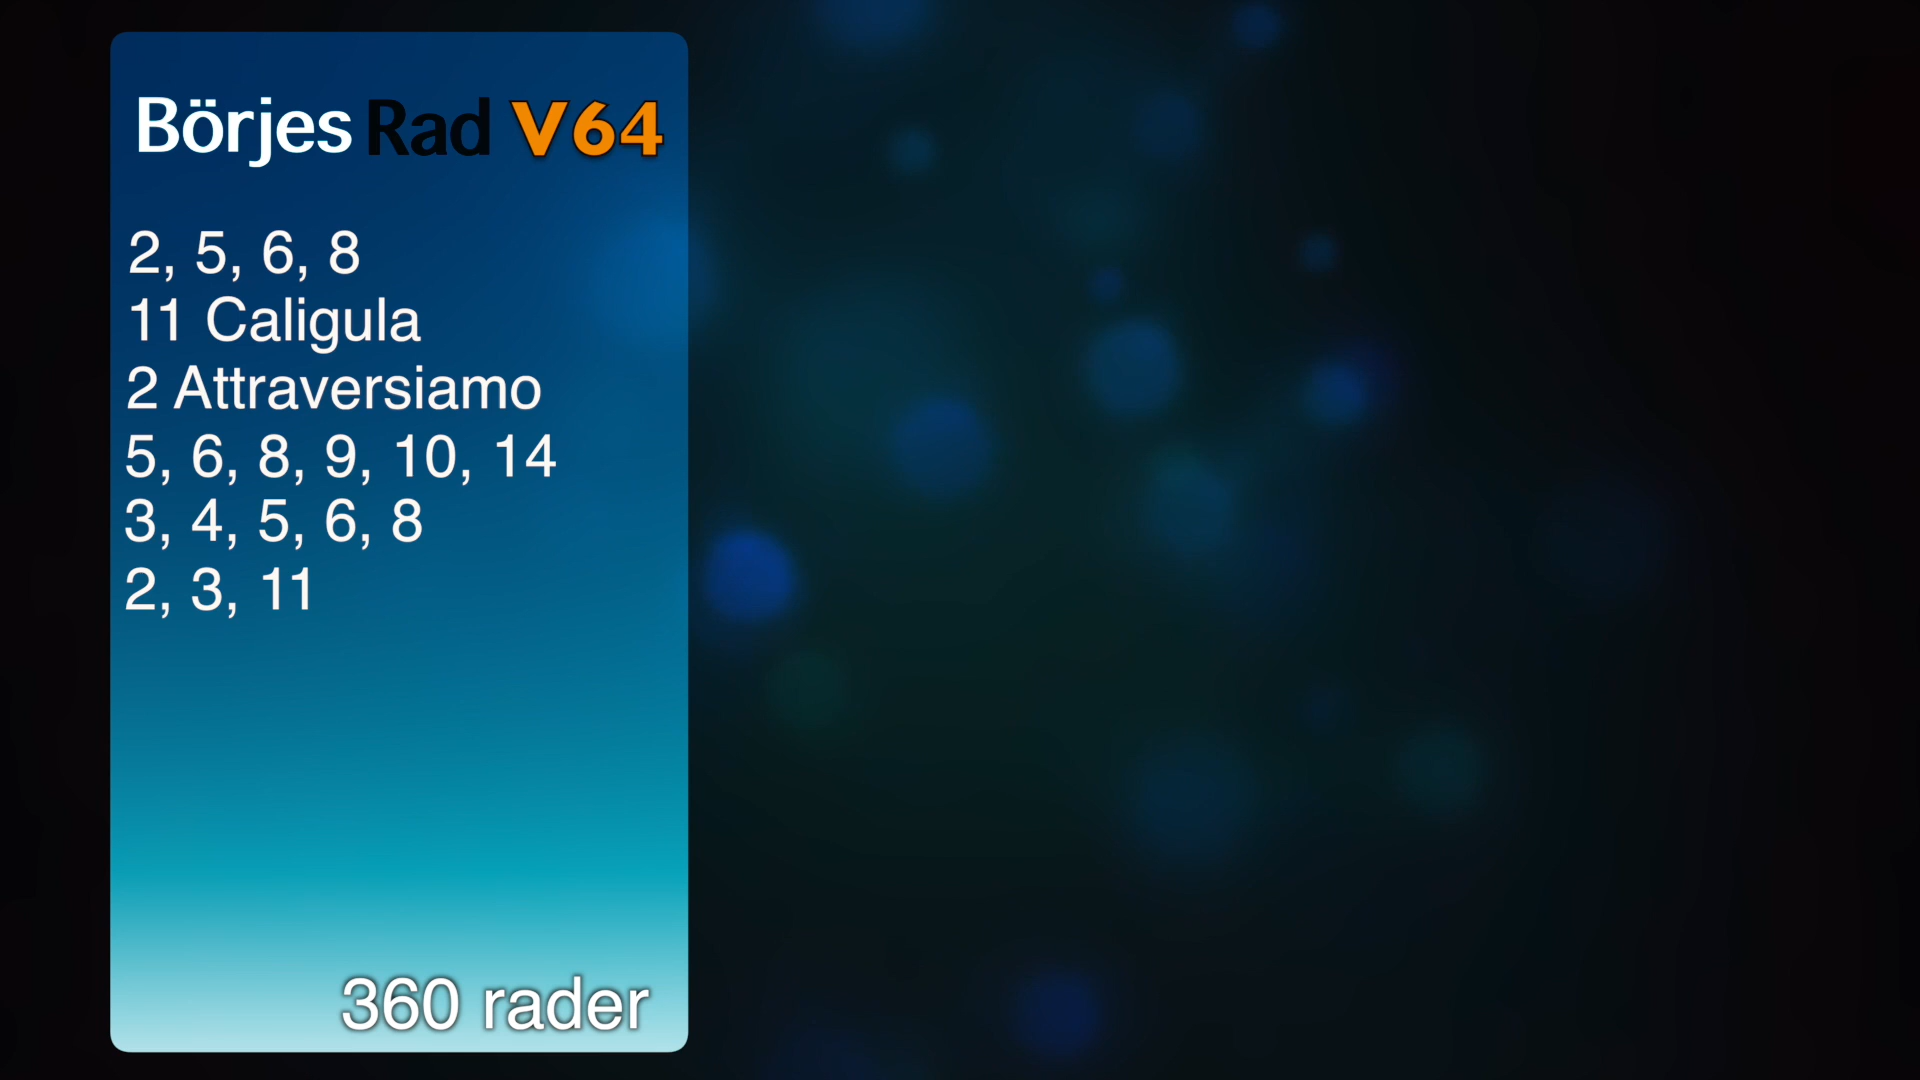 Börjes Rad V64
2, 5, 6, 8
11 Caligula
2 Attraversiamo
5, 6, 8, 9, 10, 14
3, 4, 5, 6, 8
2, 3, 11
360 rader